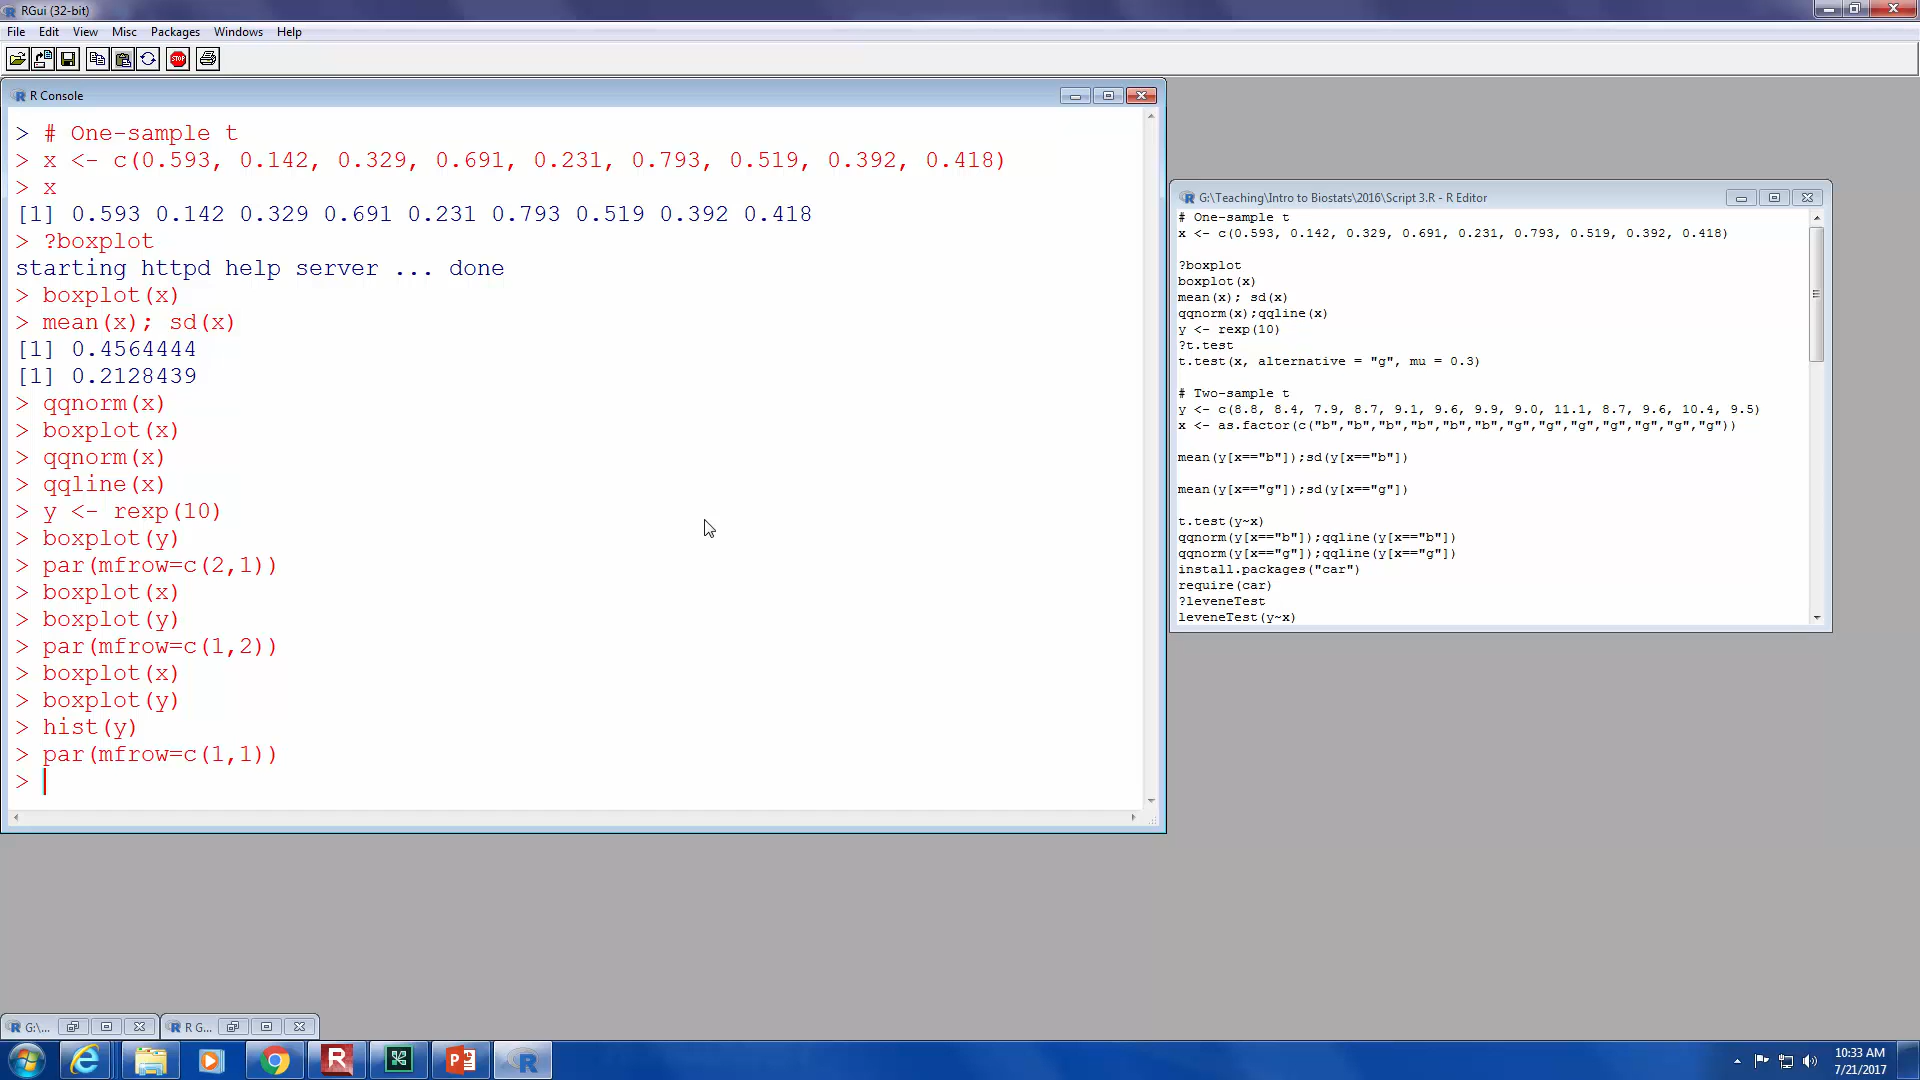 RGui (32-bit)
File Edit View Misc Packages Windows Help
STOP
R Console
> # One-sample t
> x <- c(0.593, 0.142, 0.329, 0.691, 0.231, 0.793, 0.519, 0.392, 0.418)
> x
[1] 0.593 0.142 0.329 0.691 0.231 0.793 0.519 0.392 0.418
> ?boxplot
starting httpd help server ... done
> boxplot(x)
> mean(x); sd(x)
[1] 0.4564444
[1] 0.2128439
> qqnorm(x)
> boxplot(x)
> qqnorm(x)
> qqline(x)
> y <- rexp(10)
> boxplot(y)
> par(mfrow=c(2,1))
> boxplot(x)
> boxplot(y)
> par(mfrow=c(1,2))
> boxplot(x)
> boxplot(y)
> hist(y)
> par(mfrow=c(1,1))
>
G:\Teaching\Intro to Biostats\2016\Script 3.R - R Editor
# One-sample t
x <- c(0.593, 0.142, 0.329, 0.691, 0.231, 0.793, 0.519, 0.392, 0.418)
?boxplot
boxplot(x)
mean(x); sd(x)
qqnorm(x);qqline(x)
y <- rexp(10)
?t.test
t.test(x, alternative = "g", mu = 0.3)
# Two-sample t
y <- c(8.8, 8.4, 7.9, 8.7, 9.1, 9.6, 9.9, 9.0, 11.1, 8.7, 9.6, 10.4, 9.5)
x <- as.factor(c("b","b","b","b","b","b","g","g","g","g","g","g","g"))
mean(y[x=="b"]);sd(y[x=="b"])
mean(y[x=="g"]);sd(y[x=="g"])
t.test(y~x)
qqnorm(y[x=="b"]);qqline(y[x=="b"])
qqnorm(y[x=="g"]);qqline(y[x=="g"])
install.packages("car")
require(car)
?leveneTest
leveneTest(y~x)
G:\...
R G...
10:33 AM
7/21/2017